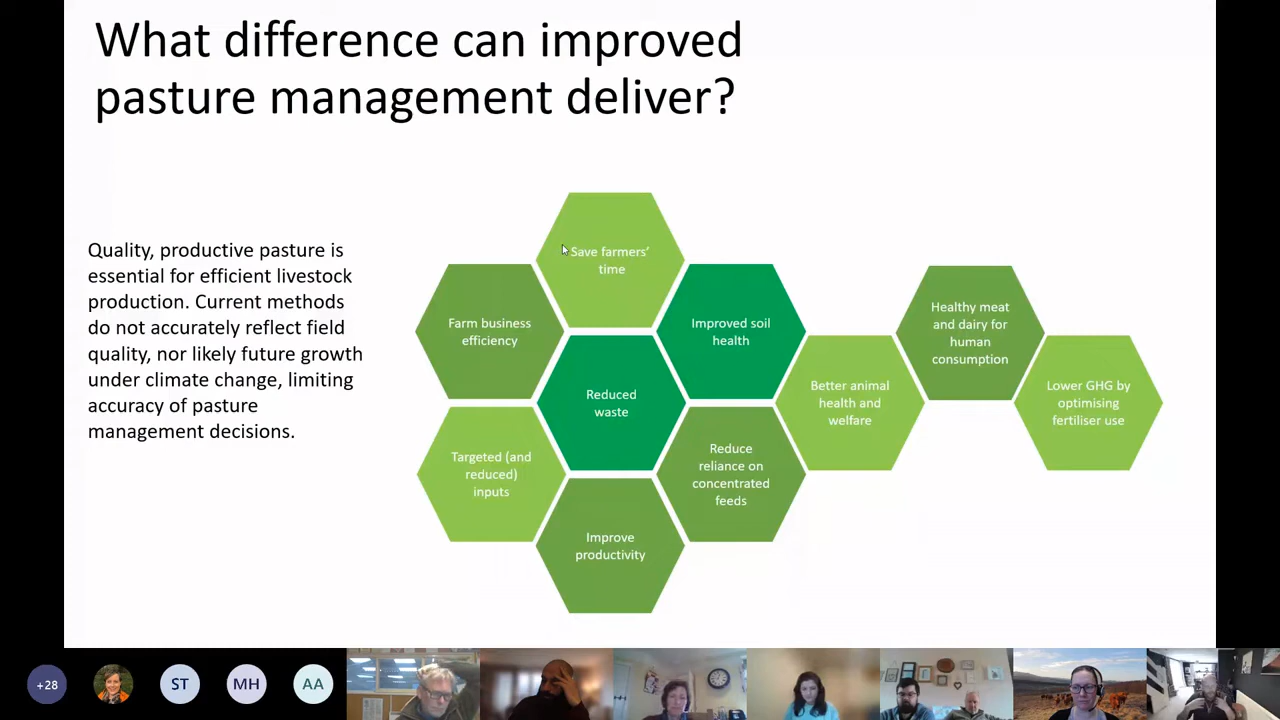 What difference can improved
pasture management deliver?
Quality, productive pasture is
essential for efficient livestock
production. Current methods
do not accurately reflect field
quality, nor likely future growth
under climate change, limiting
accuracy of pasture
management decisions.
Save farmers'
time
Farm business
efficiency
Improved soil
health
Reduced
waste
Targeted (and
reduced)
inputs
Reduce
reliance on
concentrated
feeds
Improve
productivity
Better animal
health and
welfare
Healthy meat
and dairy for
human
consumption
Lower GHG by
optimising
fertiliser use
+28
ST
MH
AA